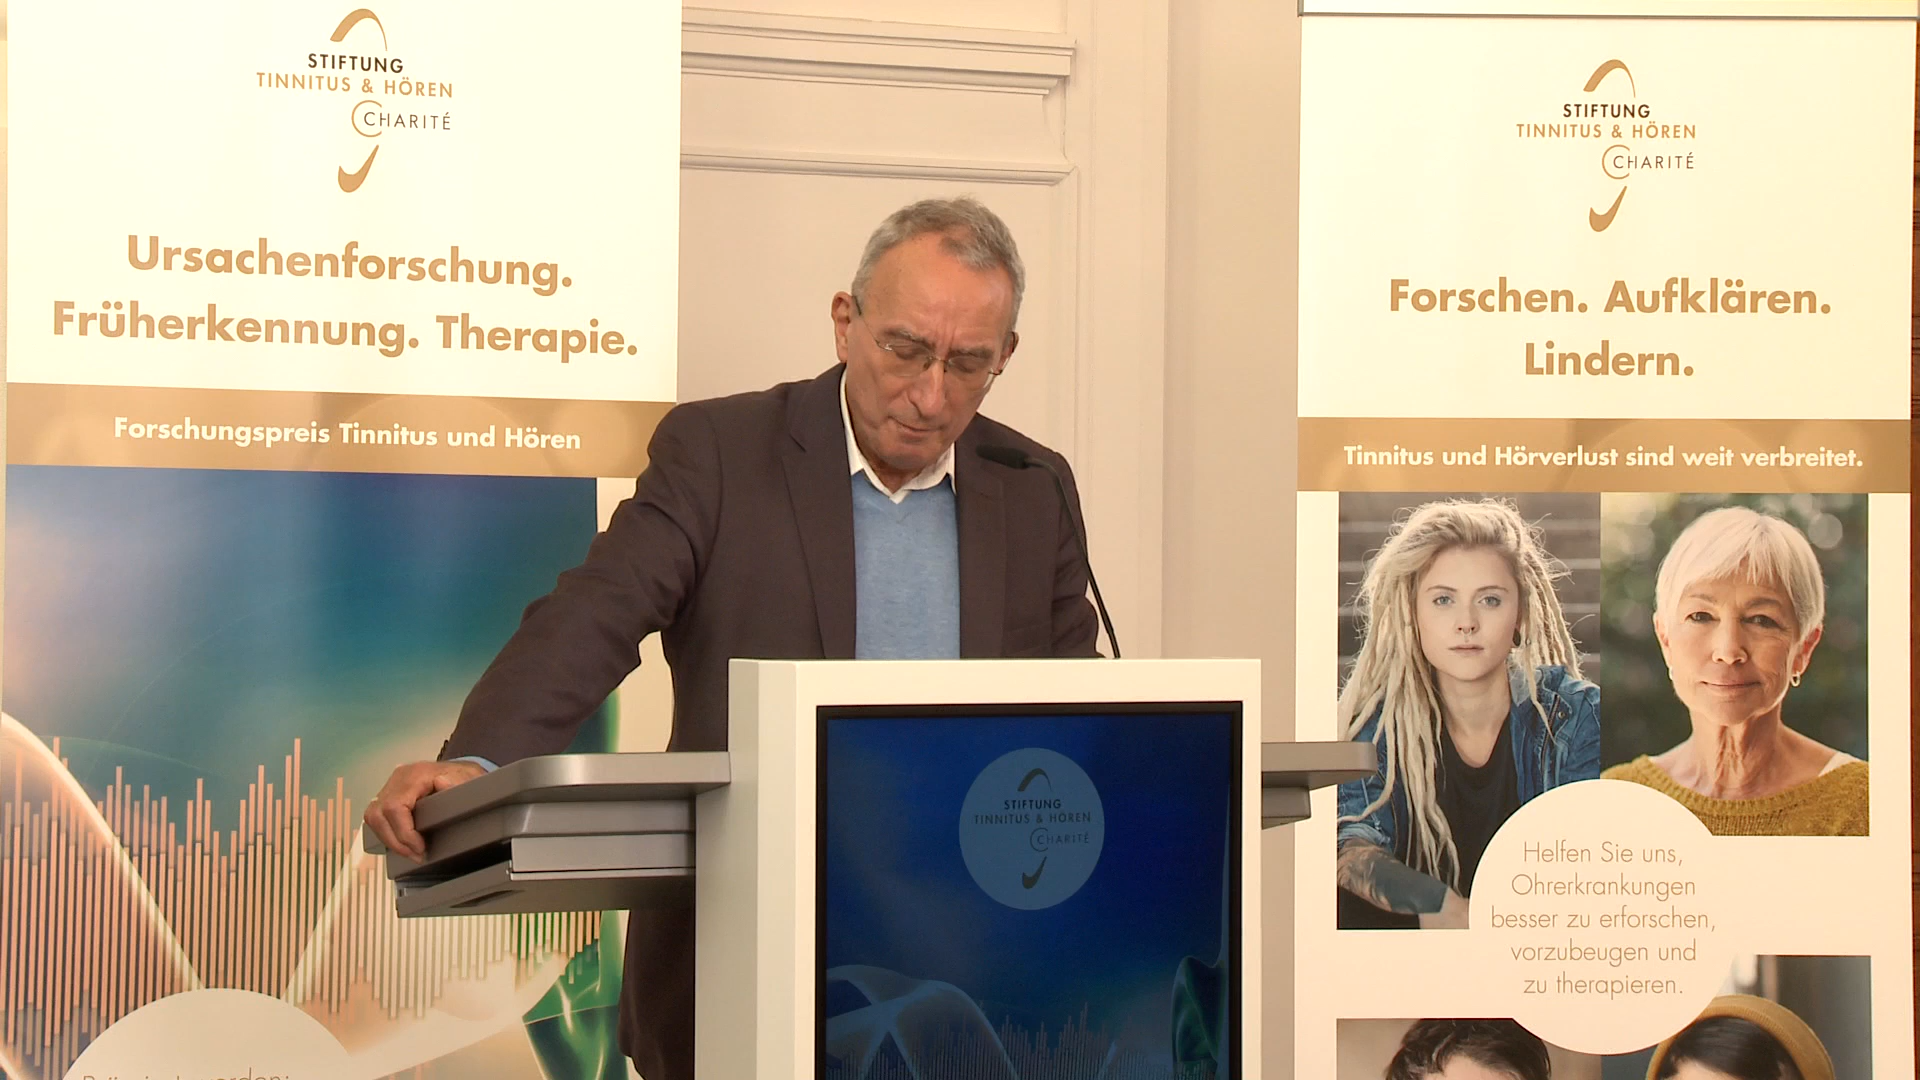 STIFTUNG
TINNITUS & HÖREN
CHARITÉ
Ursachenforschung.
Früherkennung. Therapie.
Forschungspreis Tinnitus und Hören
STIFTUNG
TINNITUS & HÖREN
CHARITÉ
Forschen. Aufklären.
Lindern.
Tinnitus und Hörverlust sind weit verbreitet.
Helfen Sie uns,
Ohrerkrankungen
besser zu erforschen,
vorzubeugen und
zu therapieren.
STIFTUNG
TINNITUS & HÖREN
CHARITÉ